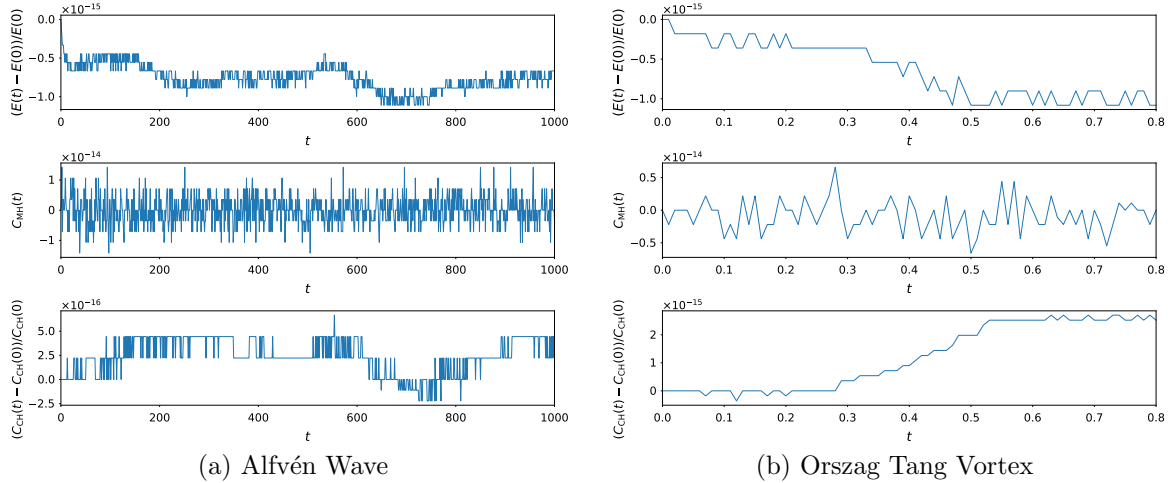 ×10⁻¹⁵
(E(t) − E(0))/E(0)
0.0
−0.5
−1.0
0 200 400 600 800 1000
t
×10⁻¹⁴
C_MH(t)
1
0
−1
0 200 400 600 800 1000
t
×10⁻¹⁶
(C_CH(t) − C_CH(0))/C_CH(0)
5.0
2.5
0.0
−2.5
0 200 400 600 800 1000
t
(a) Alfvén Wave
×10⁻¹⁵
(E(t) − E(0))/E(0)
0.0
−0.5
−1.0
0.0 0.1 0.2 0.3 0.4 0.5 0.6 0.7 0.8
t
×10⁻¹⁴
C_MH(t)
0.5
0.0
−0.5
0.0 0.1 0.2 0.3 0.4 0.5 0.6 0.7 0.8
t
×10⁻¹⁵
(C_CH(t) − C_CH(0))/C_CH(0)
2
1
0
0.0 0.1 0.2 0.3 0.4 0.5 0.6 0.7 0.8
t
(b) Orszag Tang Vortex